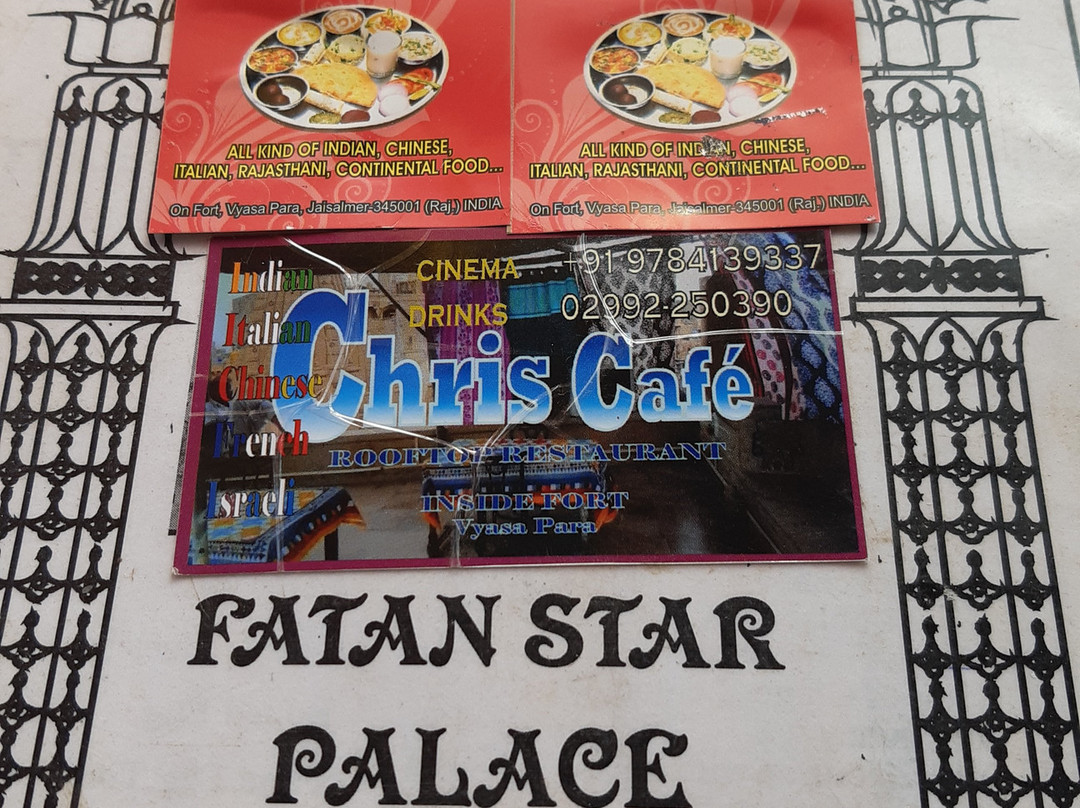 ALL KIND OF INDIAN, CHINESE,
ITALIAN, RAJASTHANI, CONTINENTAL FOOD...
On Fort, Vyasa Para, Jaisalmer-345001 (Raj.) INDIA
ALL KIND OF INDIAN, CHINESE,
ITALIAN, RAJASTHANI, CONTINENTAL FOOD...
On Fort, Vyasa Para, Jaisalmer-345001 (Raj.) INDIA
Indian
Italian
Chinese
French
Israeli
CINEMA
DRINKS
+91 9784139337
02992-250390
Chris Café
ROOFTOP RESTAURANT
INSIDE FORT
Vyasa Para
FATAN STAR
PALACE